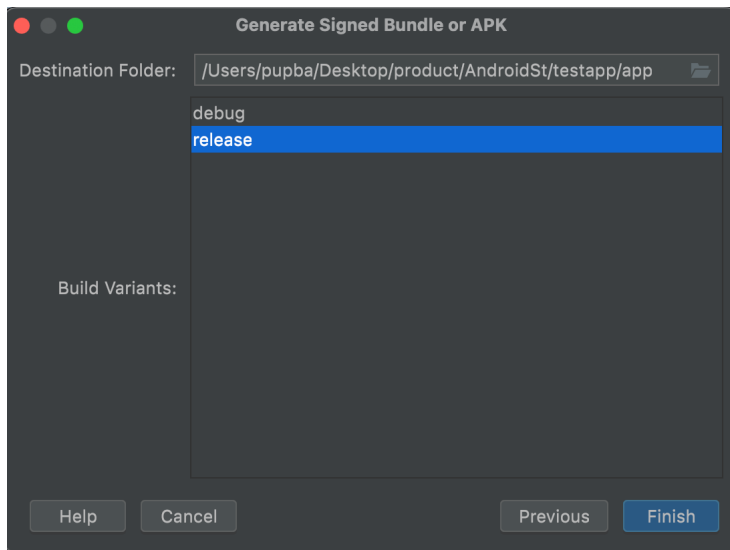 Generate Signed Bundle or APK
Destination Folder: /Users/pupba/Desktop/product/AndroidSt/testapp/app
debug
release
Build Variants:
Help Cancel Previous Finish